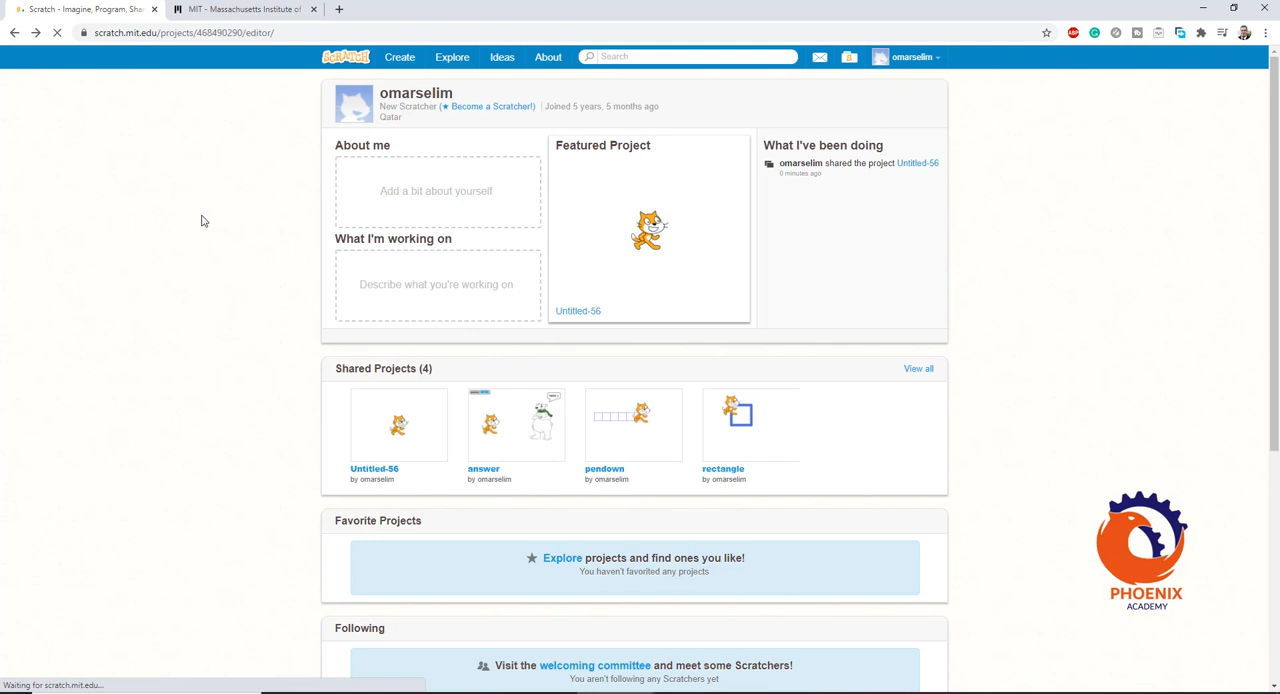 Scratch - Imagine, Program, Sha
MIT - Massachusetts Institute of
scratch.mit.edu/projects/468490290/editor/
SCRATCH Create Explore Ideas About Search omarselim
omarselim
New Scratcher (★ Become a Scratcher!) | Joined 5 years, 5 months ago
Qatar
About me
Add a bit about yourself
What I'm working on
Describe what you're working on
Featured Project
Untitled-56
What I've been doing
omarselim shared the project Untitled-56
0 minutes ago
Shared Projects (4) View all
Untitled-56
by omarselim
answer
by omarselim
pendown
by omarselim
rectangle
by omarselim
Favorite Projects
Explore projects and find ones you like!
You haven't favorited any projects
Following
Visit the welcoming committee and meet some Scratchers!
You aren't following any Scratchers yet
Waiting for scratch.mit.edu...
PHOENIX
ACADEMY